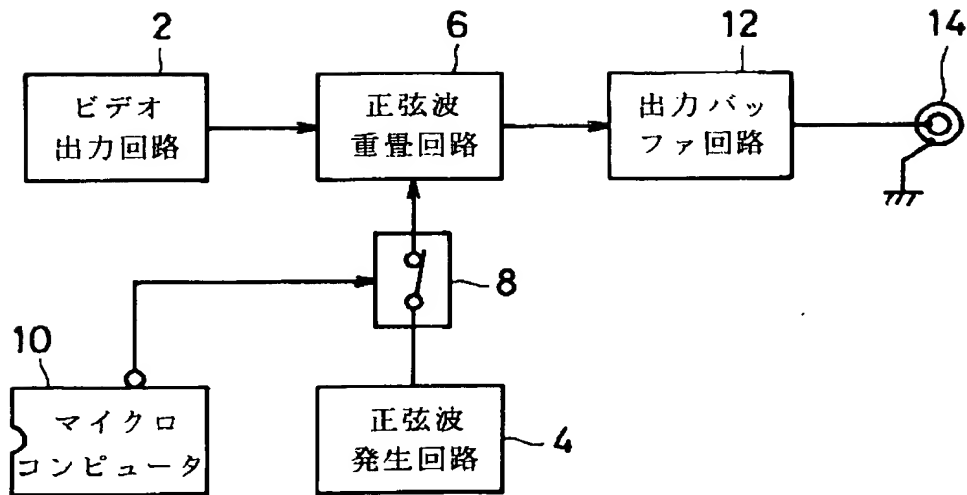 2
6
12
14
ビデオ
出力回路
正弦波
重畳回路
出力バッ
ファ回路
8
10
マイクロ
コンピュータ
正弦波
発生回路
4